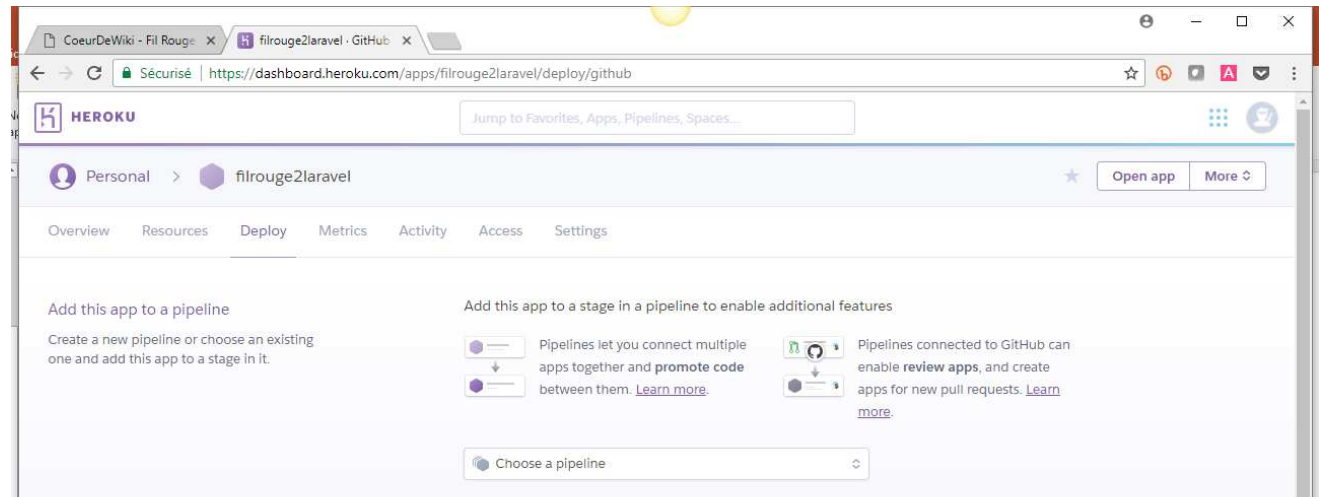 CoeurDeWiki - Fil Rouge
filrouge2laravel · GitHub
Sécurisé | https://dashboard.heroku.com/apps/filrouge2laravel/deploy/github
HEROKU
Jump to Favorites, Apps, Pipelines, Spaces...
Personal > filrouge2laravel
Open app
More
Overview Resources Deploy Metrics Activity Access Settings
Add this app to a pipeline
Create a new pipeline or choose an existing
one and add this app to a stage in it.
Add this app to a stage in a pipeline to enable additional features
Pipelines let you connect multiple
apps together and promote code
between them. Learn more.
Pipelines connected to GitHub can
enable review apps, and create
apps for new pull requests. Learn
more.
Choose a pipeline